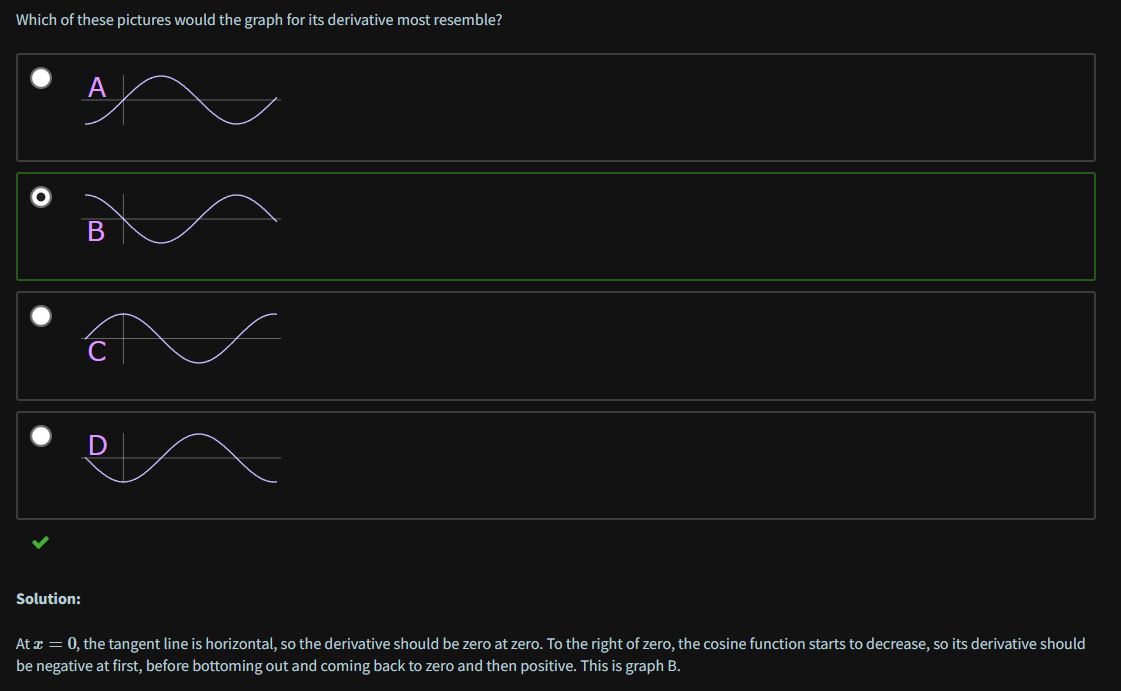 Which of these pictures would the graph for its derivative most resemble?
A
B
C
D
Solution:
At x = 0, the tangent line is horizontal, so the derivative should be zero at zero. To the right of zero, the cosine function starts to decrease, so its derivative should
be negative at first, before bottoming out and coming back to zero and then positive. This is graph B.